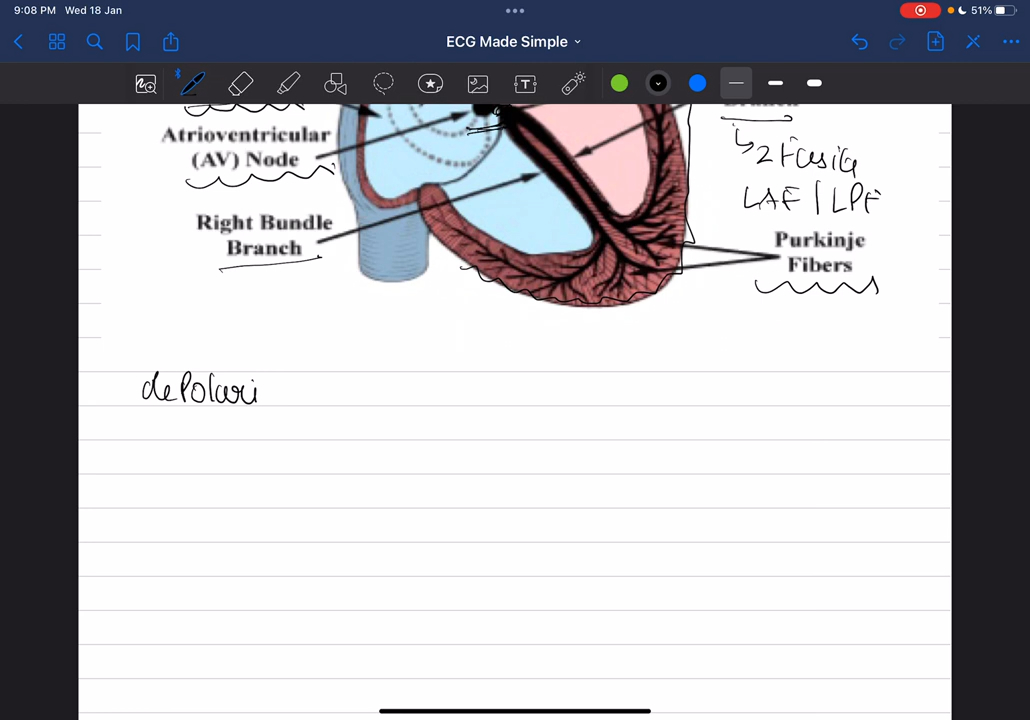 9:08 PM Wed 18 Jan
51%
ECG Made Simple
Branch
Atrioventricular
(AV) Node
2 Fasicle
LAF | LPF
Right Bundle
Branch
Purkinje
Fibers
dePolari